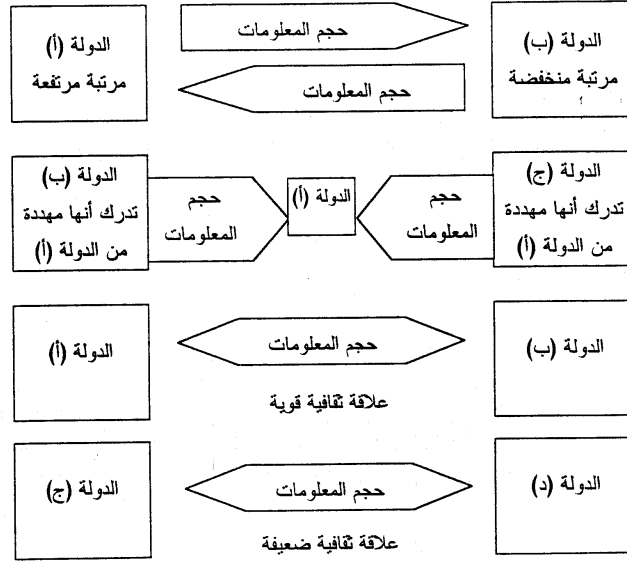 الدولة (ب)
مرتبة منخفضة
حجم المعلومات
حجم المعلومات
الدولة (أ)
مرتبة مرتفعة
الدولة (ج)
تدرك أنها مهددة
من الدولة (أ)
حجم
المعلومات
الدولة (أ)
حجم
المعلومات
الدولة (ب)
تدرك أنها مهددة
من الدولة (أ)
الدولة (ب)
حجم المعلومات
علاقة ثقافية قوية
الدولة (أ)
الدولة (د)
حجم المعلومات
علاقة ثقافية ضعيفة
الدولة (ج)